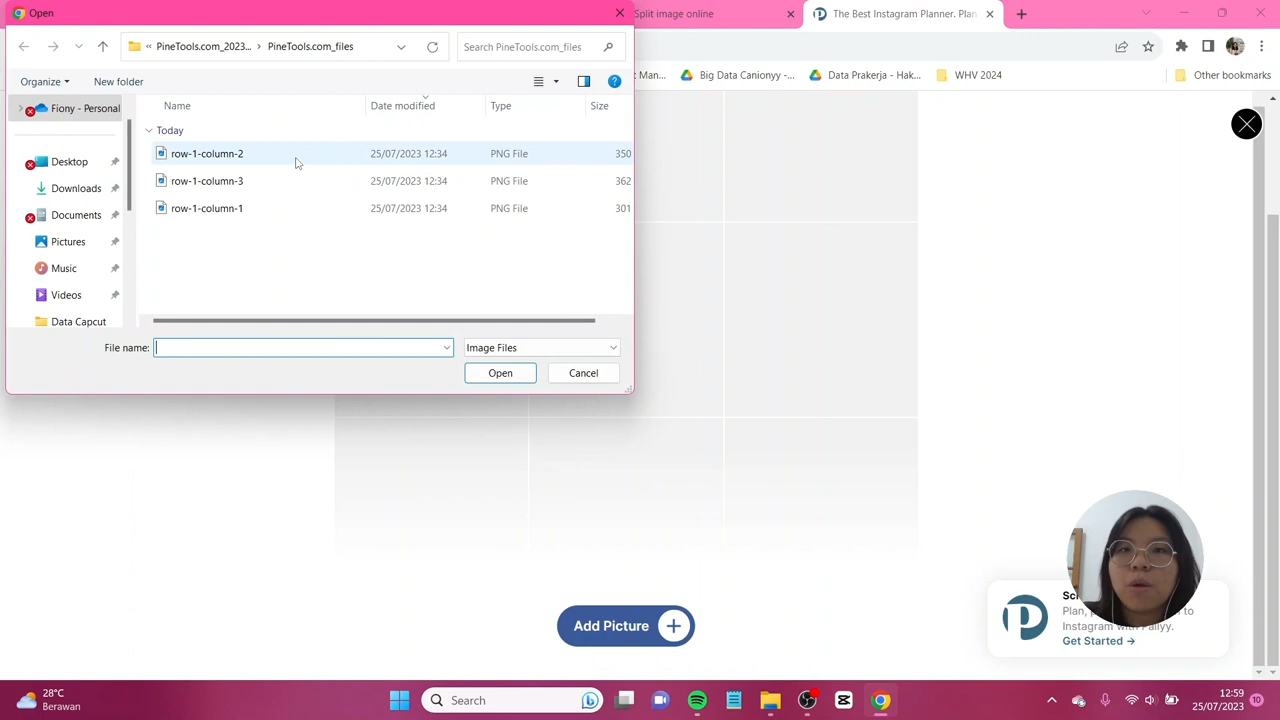 Open
Split image online
The Best Instagram Planner. Plan
« PineTools.com_2023... > PineTools.com_files
Search PineTools.com_files
Organize
New folder
t Man...
Big Data Canionyy -...
Data Prakerja - Hak...
WHV 2024
Other bookmarks
Fiony - Personal
Name
Date modified
Type
Size
Today
row-1-column-2
25/07/2023 12:34
PNG File
350
row-1-column-3
25/07/2023 12:34
PNG File
362
row-1-column-1
25/07/2023 12:34
PNG File
301
Desktop
Downloads
Documents
Pictures
Music
Videos
Data Capcut
File name:
Image Files
Open
Cancel
Add Picture +
Plan, p
n to
Instagram with Pallyy.
Get Started →
28°C
Berawan
Search
12:59
25/07/2023
10